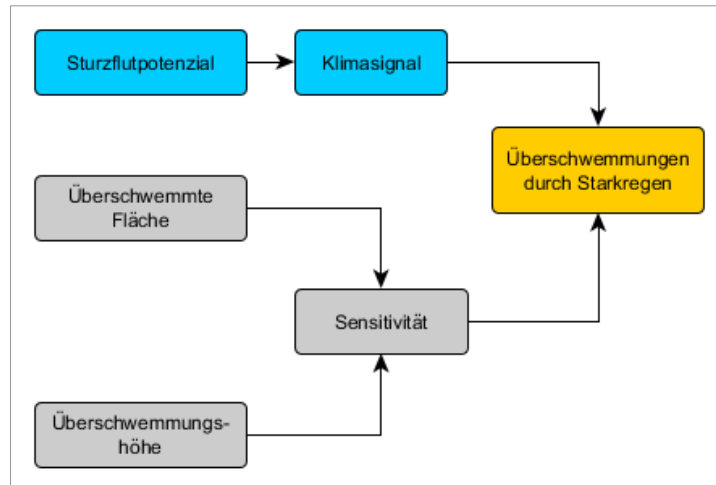 Sturzflutpotenzial
Klimasignal
Überschwemmungen
durch Starkregen
Überschwemmte
Fläche
Sensitivität
Überschwemmungs-
höhe